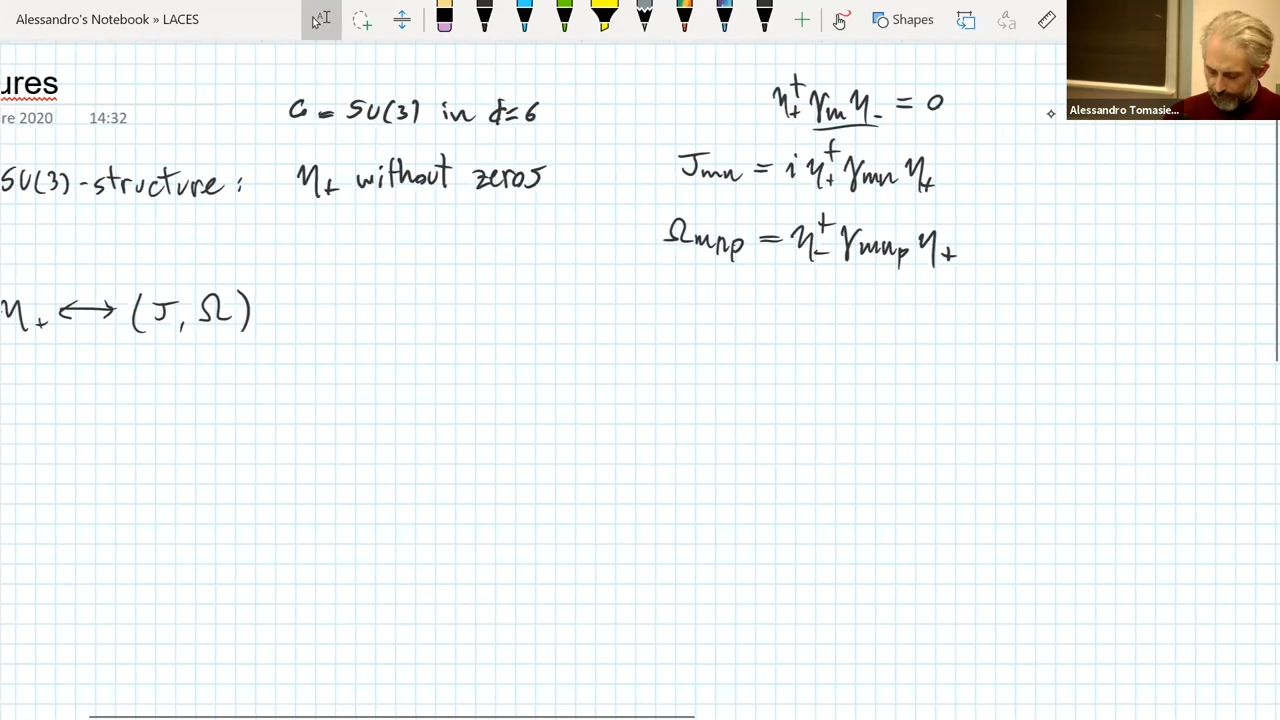 Alessandro's Notebook » LACES
Shapes
Alessandro Tomasie...
ures
re 2020 14:32
G = SU(3) in d=6
SU(3)-structure: η₊ without zeros
η₊ ⟷ (J, Ω)
η₊† γₘ η₋ = 0
Jₘₙ = i η₊† γₘₙ η₊
Ωₘₙₚ = η₋† γₘₙₚ η₊